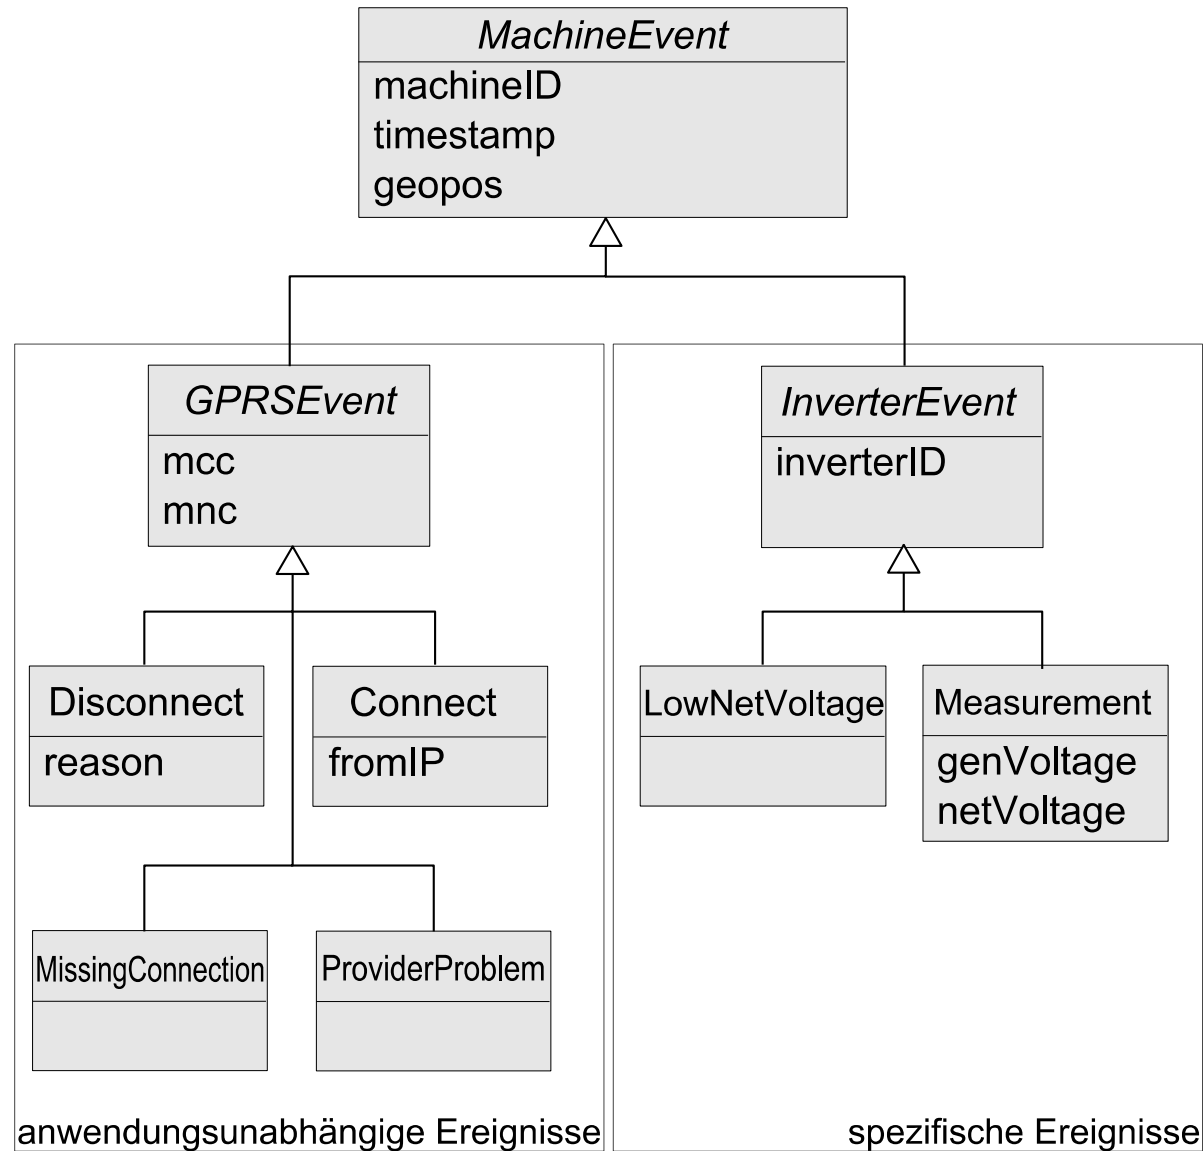 MachineEvent
machineID
timestamp
geopos
GPRSEvent
mcc
mnc
InverterEvent
inverterID
Disconnect
reason
Connect
fromIP
LowNetVoltage
Measurement
genVoltage
netVoltage
MissingConnection
ProviderProblem
anwendungsunabhängige Ereignisse
spezifische Ereignisse